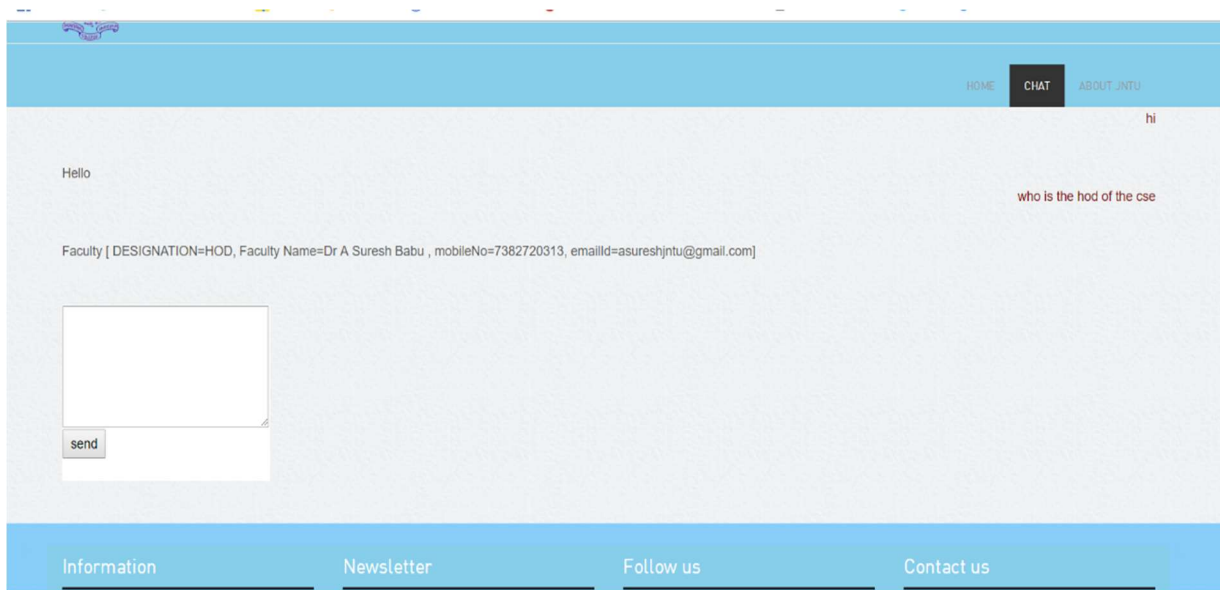 HOME CHAT ABOUT JNTU
hi
Hello
who is the hod of the cse
Faculty [ DESIGNATION=HOD, Faculty Name=Dr A Suresh Babu , mobileNo=7382720313, emailId=asureshjntu@gmail.com]
send
Information Newsletter Follow us Contact us